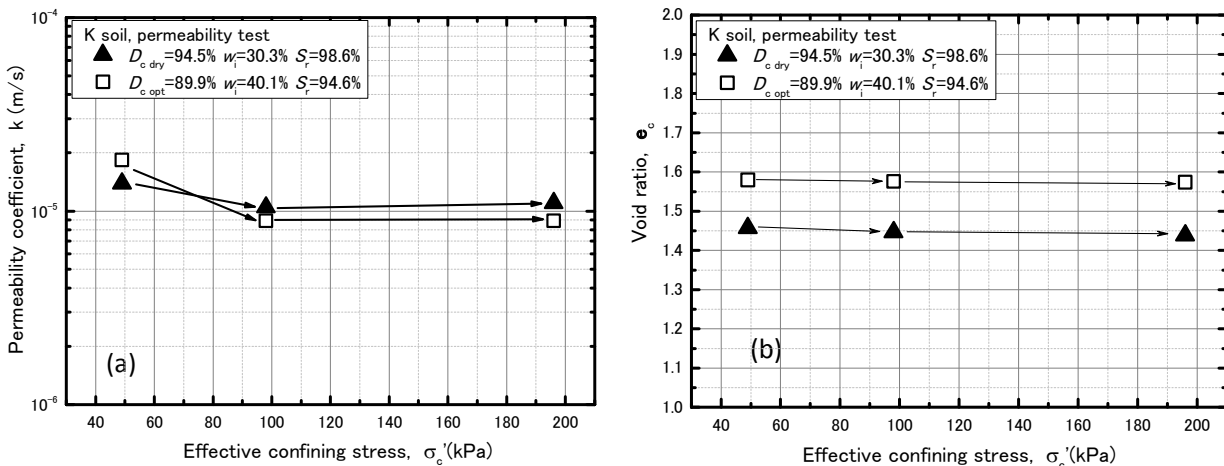 K soil, permeability test
D_c dry=94.5% w_i=30.3% S_r=98.6%
D_c opt=89.9% w_i=40.1% S_r=94.6%
10⁻⁴
10⁻⁵
10⁻⁶
Permeability coefficient, k (m/s)
(a)
40 60 80 100 120 140 160 180 200
Effective confining stress, σ_c'(kPa)
K soil, permeability test
D_c dry=94.5% w_i=30.3% S_r=98.6%
D_c opt=89.9% w_i=40.1% S_r=94.6%
2.0
1.9
1.8
1.7
1.6
1.5
1.4
1.3
1.2
1.1
1.0
Void ratio, e_c
(b)
40 60 80 100 120 140 160 180 200
Effective confining stress, σ_c'(kPa)